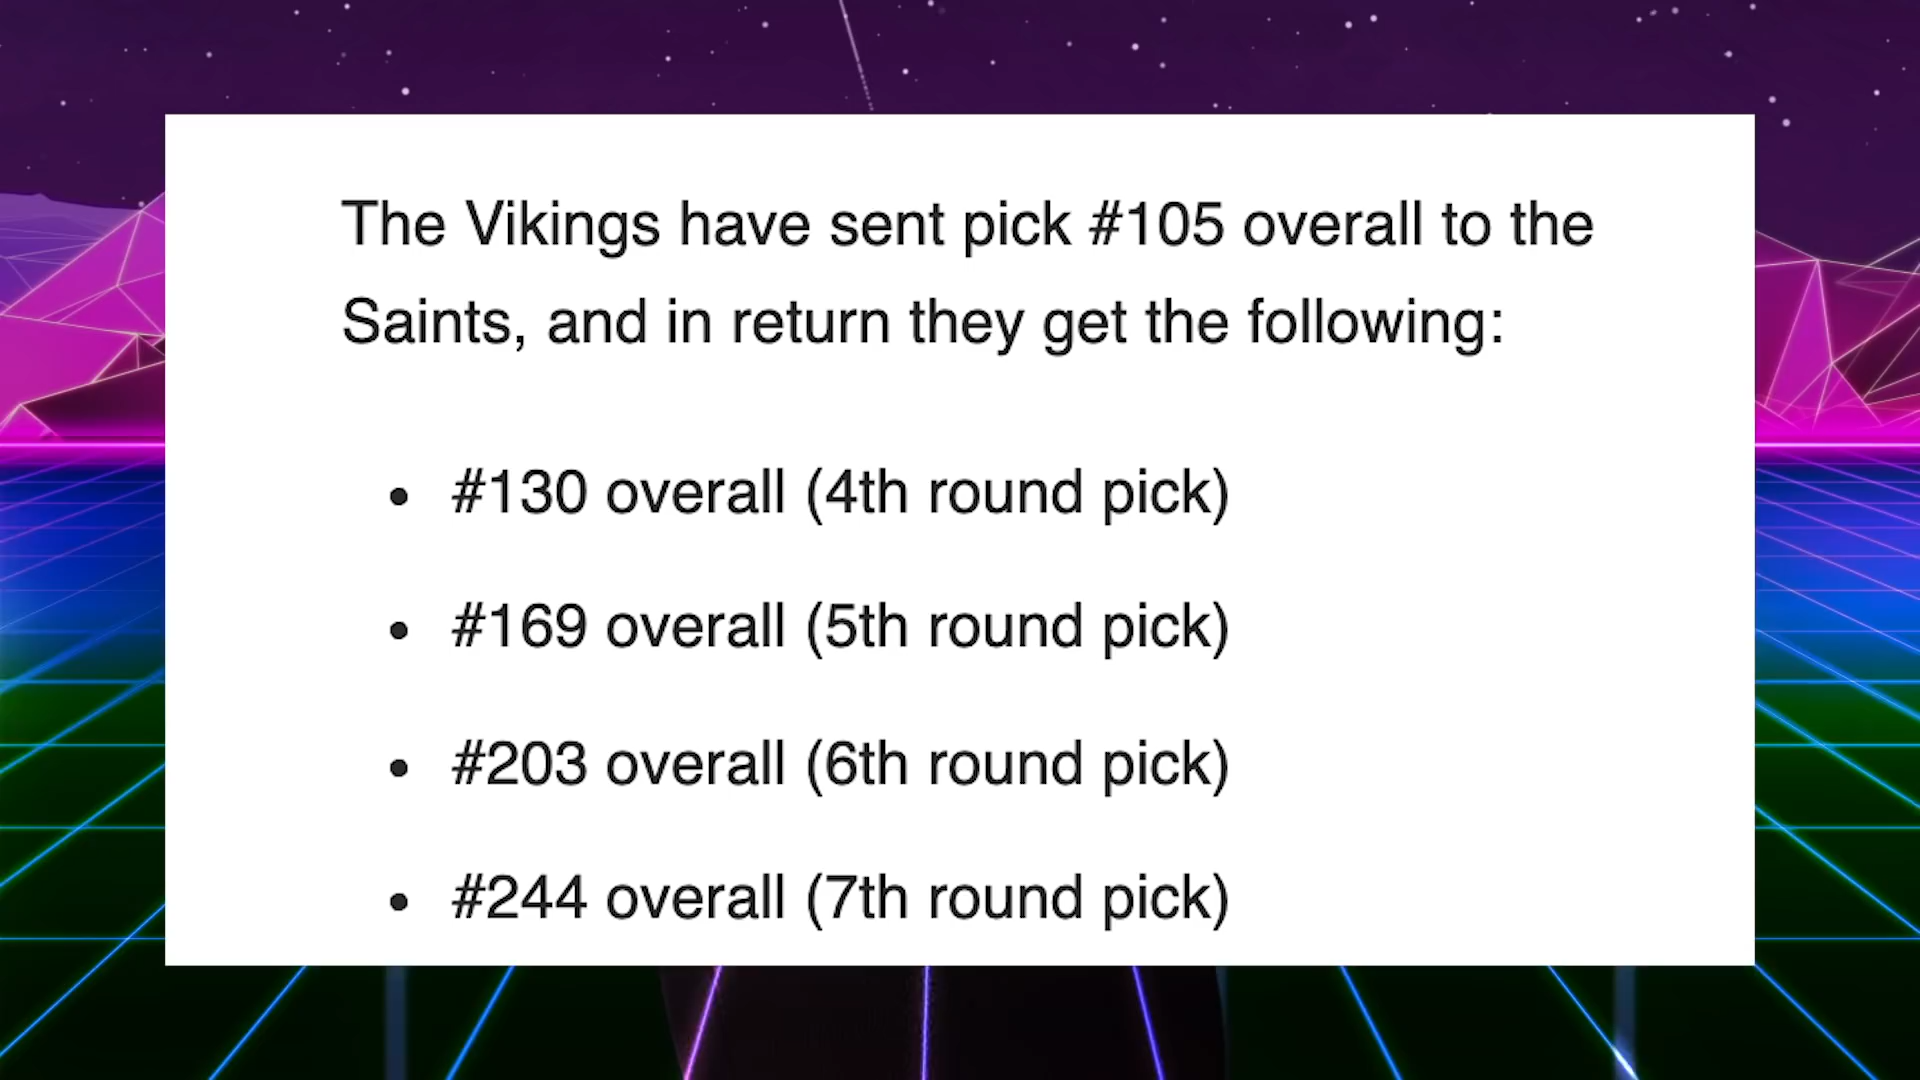 The Vikings have sent pick #105 overall to the
Saints, and in return they get the following:
• #130 overall (4th round pick)
• #169 overall (5th round pick)
• #203 overall (6th round pick)
• #244 overall (7th round pick)